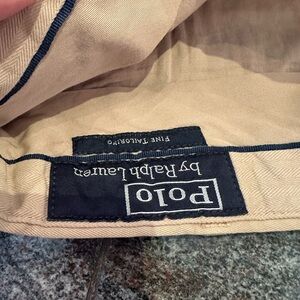 Polo
by Ralph Lauren
FINE TAILORING